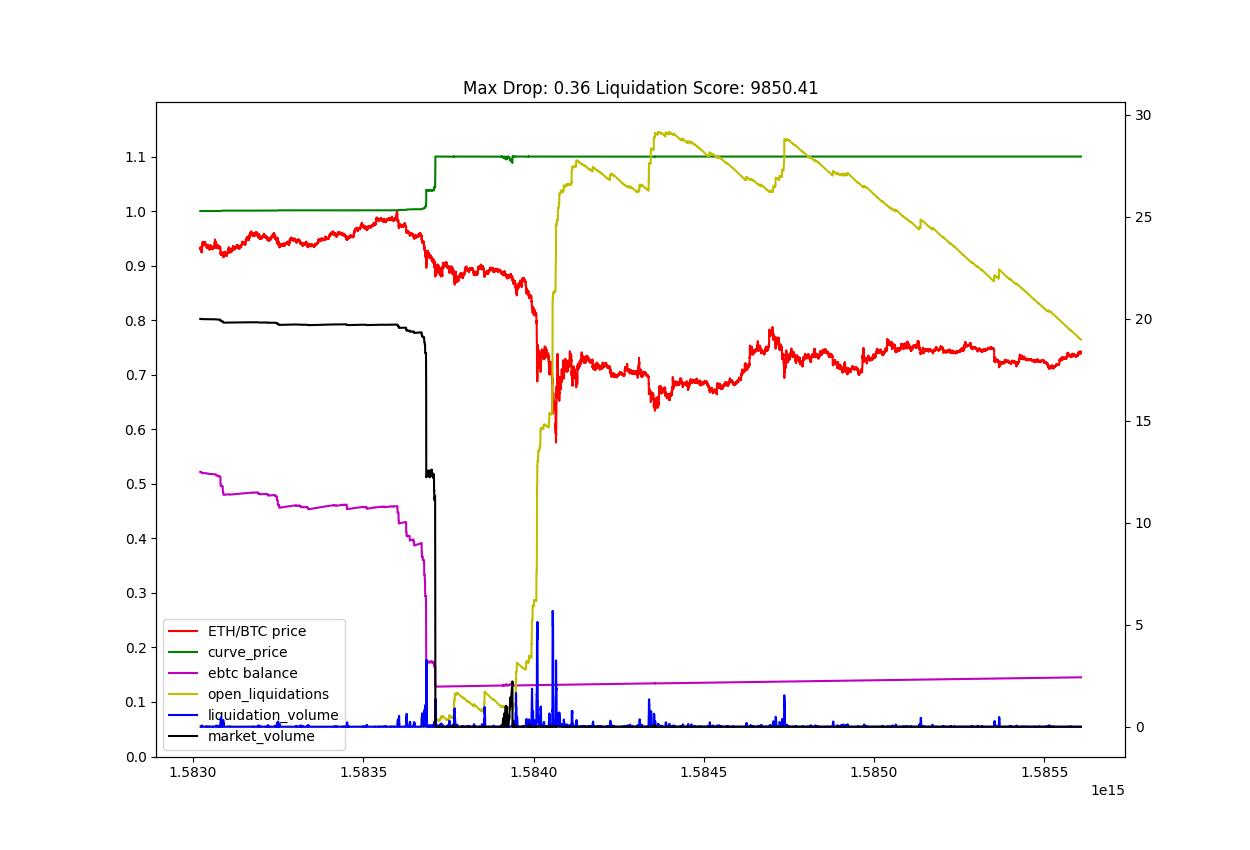 Max Drop: 0.36 Liquidation Score: 9850.41
1.1
1.0
0.9
0.8
0.7
0.6
0.5
0.4
0.3
0.2
0.1
0.0
30
25
20
15
10
5
0
ETH/BTC price
curve_price
ebtc balance
open_liquidations
liquidation_volume
market_volume
1.5830 1.5835 1.5840 1.5845 1.5850 1.5855
1e15